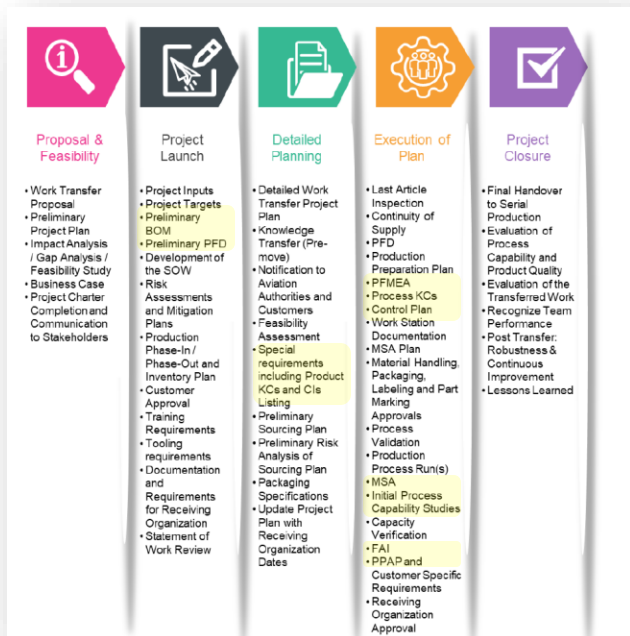 Proposal &
Feasibility
• Work Transfer
Proposal
• Preliminary
Project Plan
• Impact Analysis
/ Gap Analysis /
Feasibility Study
• Business Case
• Project Charter
Completion and
Communication
to Stakeholders
Project
Launch
• Project Inputs
• Project Targets
• Preliminary
BOM
• Preliminary PFD
• Development of
the SOW
• Risk
Assessments
and Mitigation
Plans
• Production
Phase-In /
Phase-Out and
Inventory Plan
• Customer
Approval
• Training
Requirements
• Tooling
requirements
• Documentation
and
Requirements
for Receiving
Organization
• Statement of
Work Review
Detailed
Planning
• Detailed Work
Transfer Project
Plan
• Knowledge
Transfer (Pre-
move)
• Notification to
Aviation
Authorities and
Customers
• Feasibility
Assessment
• Special
requirements
including Product
KCs and CIs
Listing
• Preliminary
Sourcing Plan
• Preliminary Risk
Analysis of
Sourcing Plan
• Packaging
Specifications
• Update Project
Plan with
Receiving
Organization
Dates
Execution of
Plan
• Last Article
Inspection
• Continuity of
Supply
• PFD
• Production
Preparation Plan
• PFMEA
• Process KCs
• Control Plan
• Work Station
Documentation
• MSA Plan
• Material Handling,
Packaging,
Labeling and Part
Marking
Approvals
• Process
Validation
• Production
Process Run(s)
• MSA
• Initial Process
Capability Studies
• Capacity
Verification
• FAI
• PPAP and
Customer Specific
Requirements
• Receiving
Organization
Approval
Project
Closure
• Final Handover
to Serial
Production
• Evaluation of
Process
Capability and
Product Quality
• Evaluation of the
Transferred Work
• Recognize Team
Performance
• Post Transfer:
Robustness &
Continuous
Improvement
• Lessons Learned